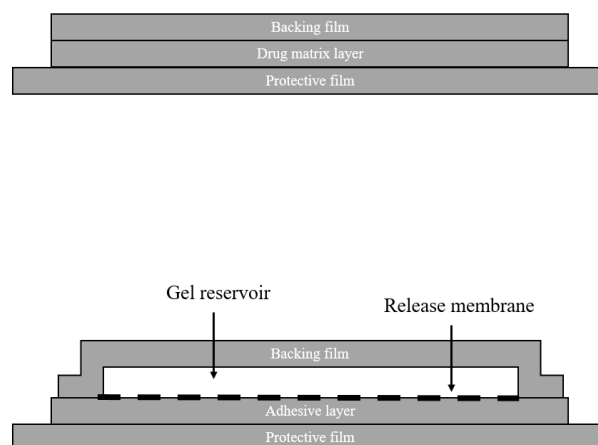 Backing film
Drug matrix layer
Protective film
Gel reservoir
Release membrane
Backing film
Adhesive layer
Protective film